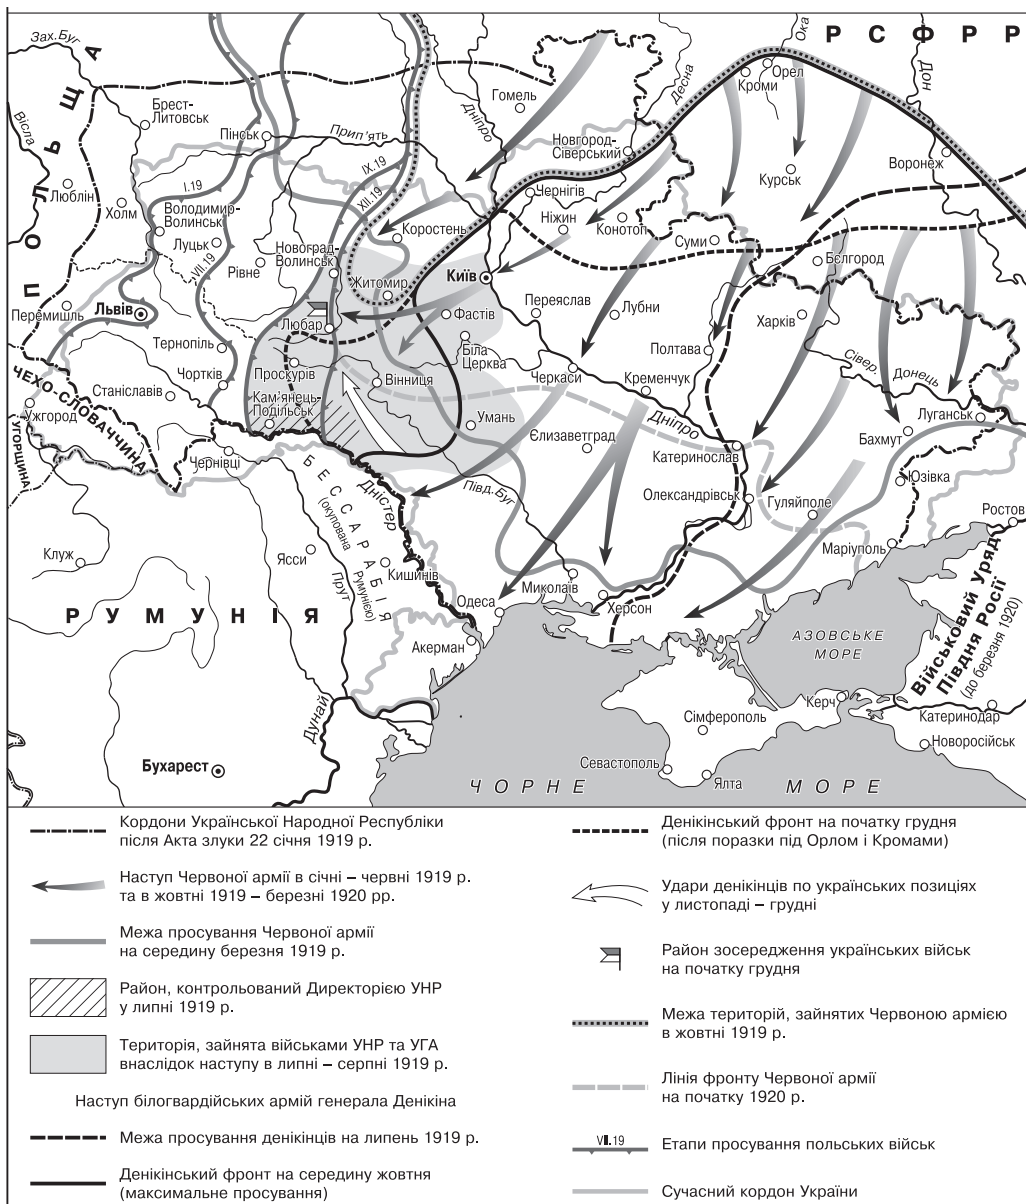 РСФРР
ПОЛЬЩА
Зах. Буг
Вісла
Брест-
Литовськ
Пінськ
Прип'ять
Дніпро
Гомель
Десна
Ока
Орел
Кроми
Дон
Воронеж
Курськ
Новгород-
Сіверський
Люблін
Холм
І.19
Володимир-
Волинськ
Луцьк
VII.19
Рівне
Новоград-
Волинськ
IX.19
XII.19
Коростень
Чернігів
Ніжин
Конотоп
Суми
Бєлгород
Київ
Житомир
Перемишль
Львів
Любар
Фастів
Переяслав
Лубни
Харків
Тернопіль
Біла
Церква
Полтава
Сівер. Донець
ЧЕХО-СЛОВАЧЧИНА
Станіславів
Чортків
Проскурів
Вінниця
Черкаси
Кременчук
Ужгород
УГОРЩИНА
Кам'янець-
Подільськ
Умань
Єлизаветград
Дніпро
Луганськ
Бахмут
Чернівці
Катеринослав
Юзівка
БЕССАРАБІЯ
(окупована
Румунією)
Дністер
Півд. Буг
Олександрівськ
Гуляйполе
Ростов
Клуж
Ясси
Прут
Кишинів
Маріуполь
РУМУНІЯ
Одеса
Миколаїв
Херсон
Акерман
АЗОВСЬКЕ
МОРЕ
Військовий Уряд
Півдня Росії
(до березня 1920)
Дунай
Керч
Сімферополь
Катеринодар
Новоросійськ
Бухарест
Севастополь
Ялта
ЧОРНЕ МОРЕ
Кордони Української Народної Республіки
після Акта злуки 22 січня 1919 р.
Наступ Червоної армії в січні – червні 1919 р.
та в жовтні 1919 – березні 1920 рр.
Межа просування Червоної армії
на середину березня 1919 р.
Район, контрольований Директорією УНР
у липні 1919 р.
Територія, зайнята військами УНР та УГА
внаслідок наступу в липні – серпні 1919 р.
Наступ білогвардійських армій генерала Денікіна
Межа просування денікінців на липень 1919 р.
Денікінський фронт на середину жовтня
(максимальне просування)
Денікінський фронт на початку грудня
(після поразки під Орлом і Кромами)
Удари денікінців по українських позиціях
у листопаді – грудні
Район зосередження українських військ
на початку грудня
Межа територій, зайнятих Червоною армією
в жовтні 1919 р.
Лінія фронту Червоної армії
на початку 1920 р.
VII.19
Етапи просування польських військ
Сучасний кордон України